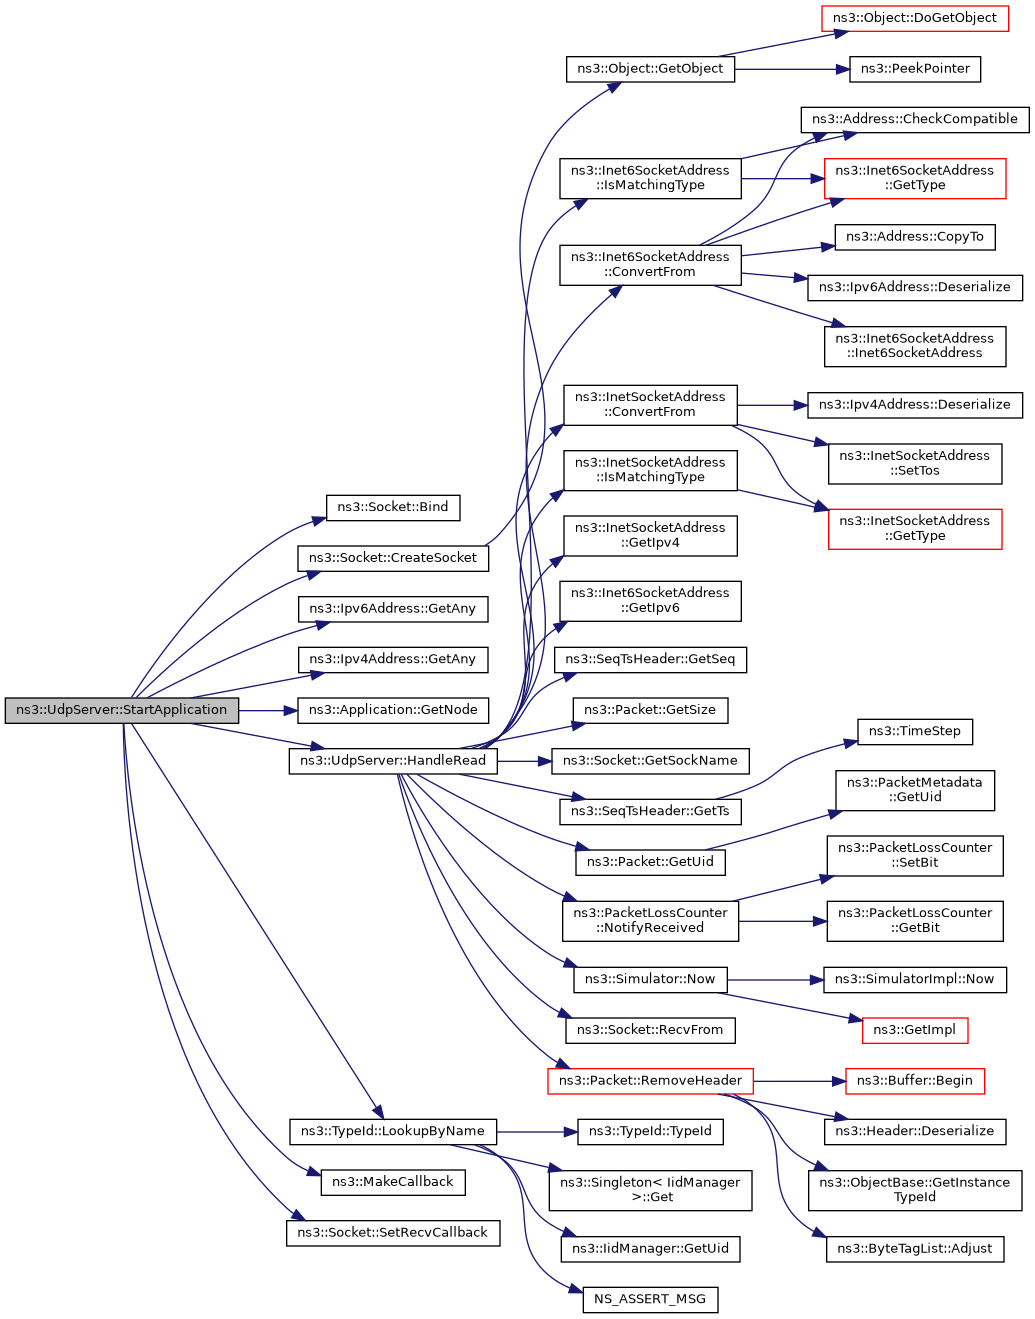 ns3::Object::DoGetObject
ns3::Object::GetObject
ns3::PeekPointer
ns3::Address::CheckCompatible
ns3::Inet6SocketAddress
::IsMatchingType
ns3::Inet6SocketAddress
::GetType
ns3::Address::CopyTo
ns3::Inet6SocketAddress
::ConvertFrom
ns3::Ipv6Address::Deserialize
ns3::Inet6SocketAddress
::Inet6SocketAddress
ns3::InetSocketAddress
::ConvertFrom
ns3::Ipv4Address::Deserialize
ns3::InetSocketAddress
::SetTos
ns3::InetSocketAddress
::IsMatchingType
ns3::InetSocketAddress
::GetType
ns3::Socket::Bind
ns3::InetSocketAddress
::GetIpv4
ns3::Socket::CreateSocket
ns3::Inet6SocketAddress
::GetIpv6
ns3::Ipv6Address::GetAny
ns3::Ipv4Address::GetAny
ns3::SeqTsHeader::GetSeq
ns3::UdpServer::StartApplication
ns3::Application::GetNode
ns3::Packet::GetSize
ns3::TimeStep
ns3::UdpServer::HandleRead
ns3::Socket::GetSockName
ns3::PacketMetadata
::GetUid
ns3::SeqTsHeader::GetTs
ns3::Packet::GetUid
ns3::PacketLossCounter
::SetBit
ns3::PacketLossCounter
::NotifyReceived
ns3::PacketLossCounter
::GetBit
ns3::Simulator::Now
ns3::SimulatorImpl::Now
ns3::Socket::RecvFrom
ns3::GetImpl
ns3::Packet::RemoveHeader
ns3::Buffer::Begin
ns3::TypeId::LookupByName
ns3::TypeId::TypeId
ns3::Header::Deserialize
ns3::MakeCallback
ns3::Singleton< IidManager
>::Get
ns3::ObjectBase::GetInstance
TypeId
ns3::Socket::SetRecvCallback
ns3::IidManager::GetUid
ns3::ByteTagList::Adjust
NS_ASSERT_MSG